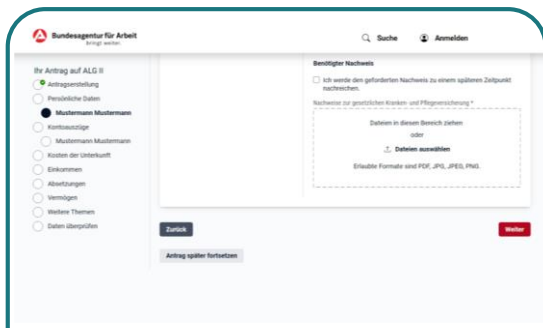 Bundesagentur für Arbeit
bringt weiter.
Suche
Anmelden
Ihr Antrag auf ALG II
Antragserstellung
Persönliche Daten
Mustermann Mustermann
Kontoauszüge
Mustermann Mustermann
Kosten der Unterkunft
Einkommen
Absetzungen
Vermögen
Weitere Themen
Daten überprüfen
Benötigter Nachweis
Ich werde den geforderten Nachweis zu einem späteren Zeitpunkt
nachreichen.
Nachweise zur gesetzlichen Kranken- und Pflegeversicherung *
Dateien in diesen Bereich ziehen
oder
Dateien auswählen
Erlaubte Formate sind PDF, JPG, JPEG, PNG.
Zurück
Weiter
Antrag später fortsetzen